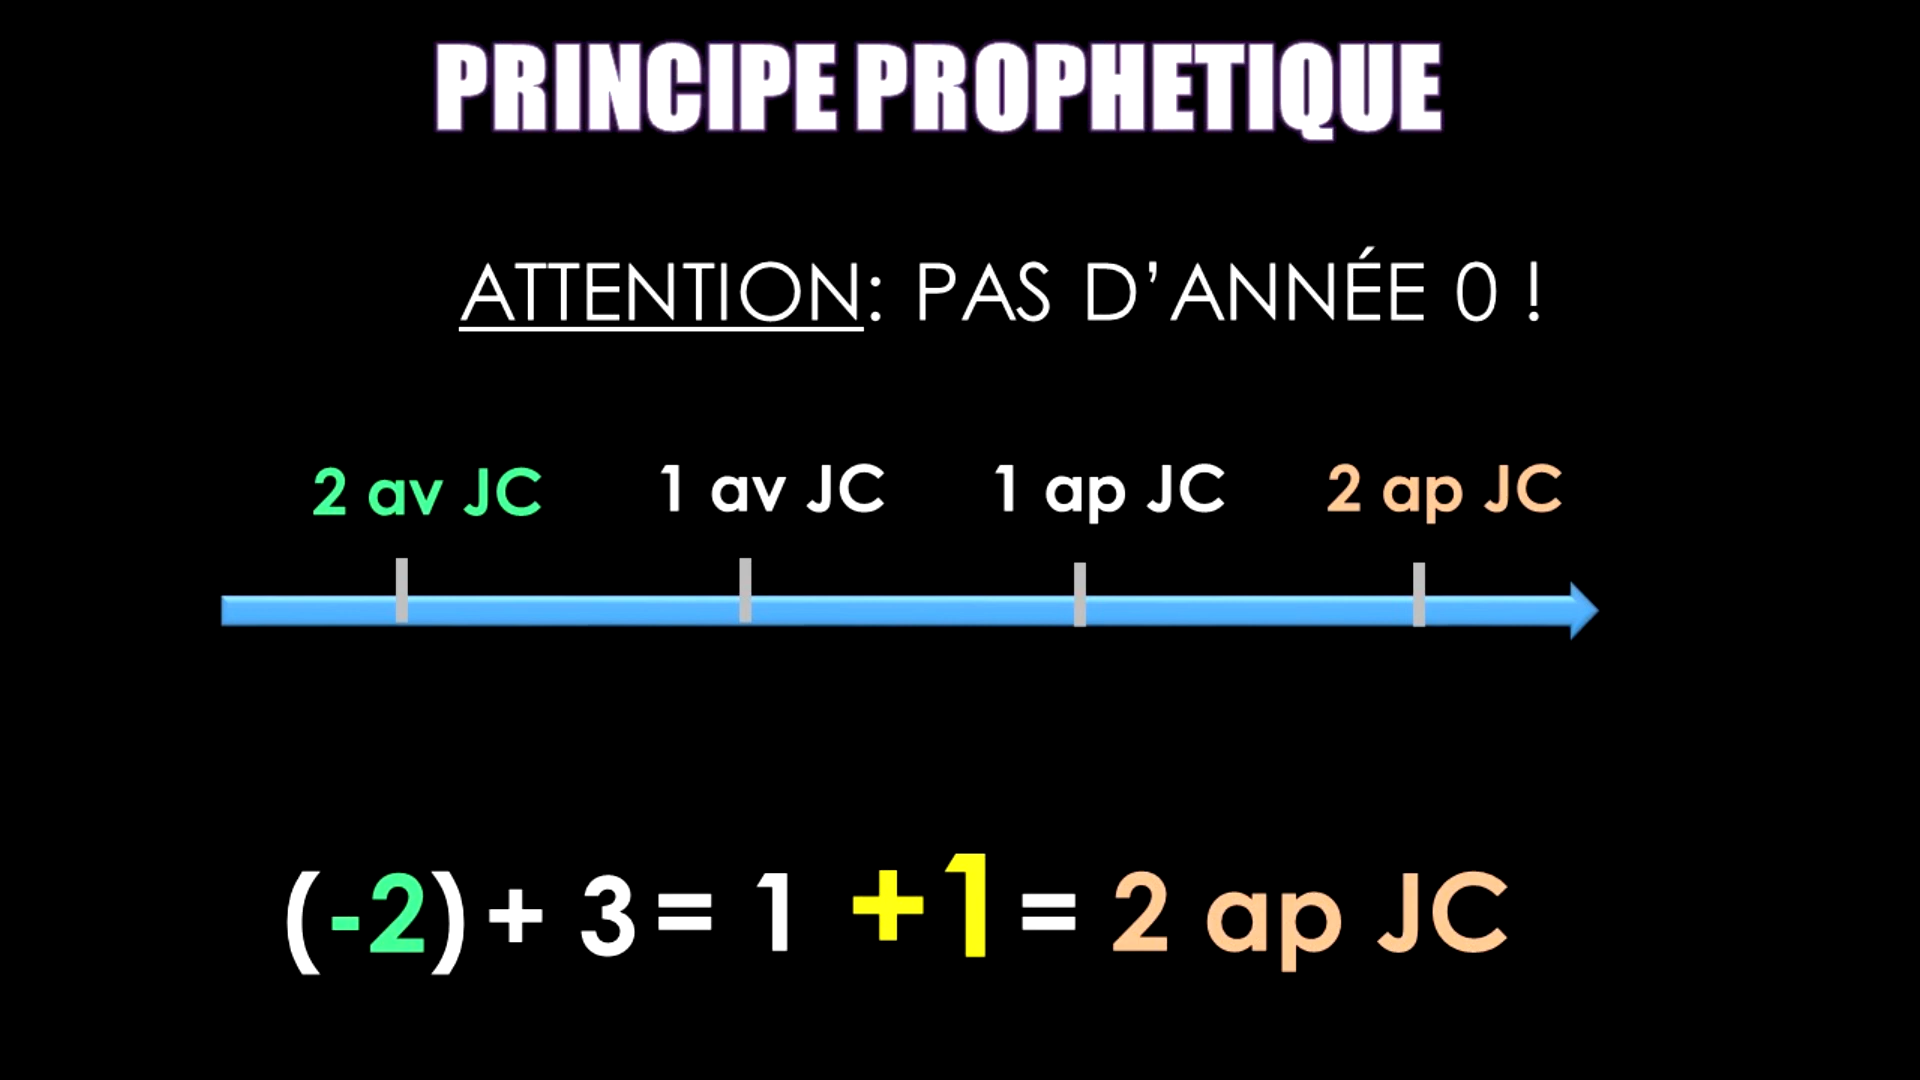 PRINCIPE PROPHETIQUE
ATTENTION: PAS D’ANNÉE 0 !
2 av JC 1 av JC 1 ap JC 2 ap JC
(-2) + 3 = 1 +1 = 2 ap JC